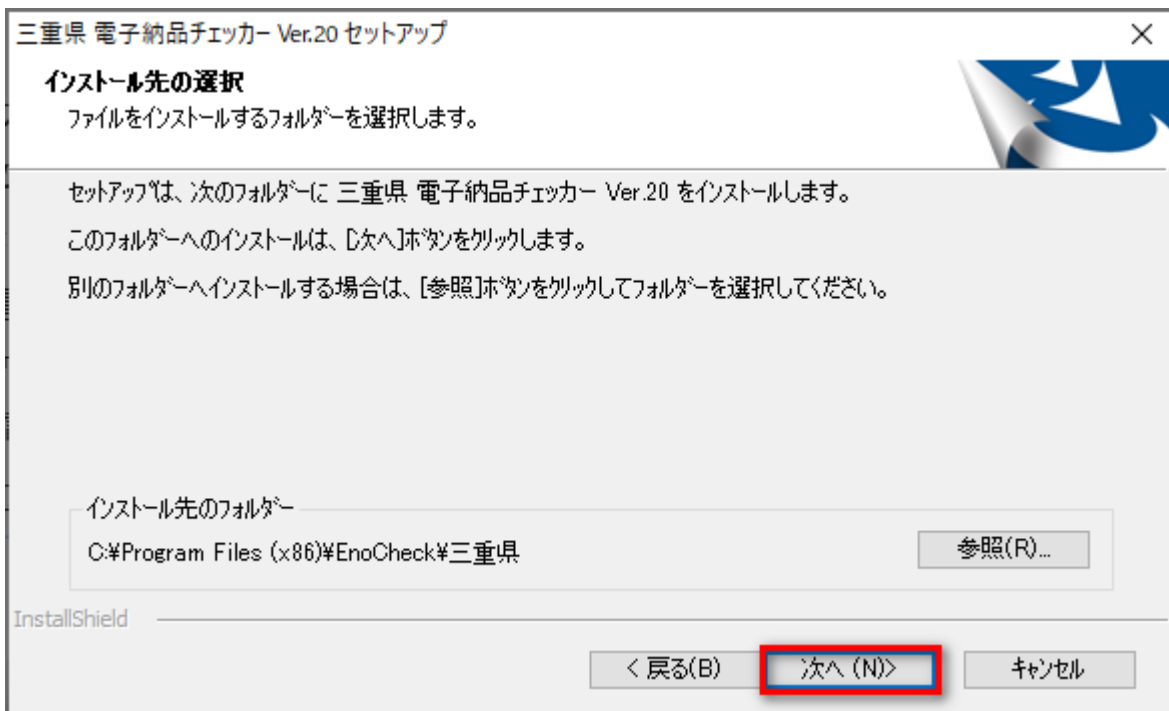 三重県 電子納品チェッカー Ver.20 セットアップ
インストール先の選択
ファイルをインストールするフォルダーを選択します。
セットアップは、次のフォルダーに 三重県 電子納品チェッカー Ver.20 をインストールします。
このフォルダーへのインストールは、[次へ]ボタンをクリックします。
別のフォルダーへインストールする場合は、[参照]ボタンをクリックしてフォルダーを選択してください。
インストール先のフォルダー
C:¥Program Files (x86)¥EnoCheck¥三重県
参照(R)...
InstallShield
< 戻る(B)
次へ (N)>
キャンセル